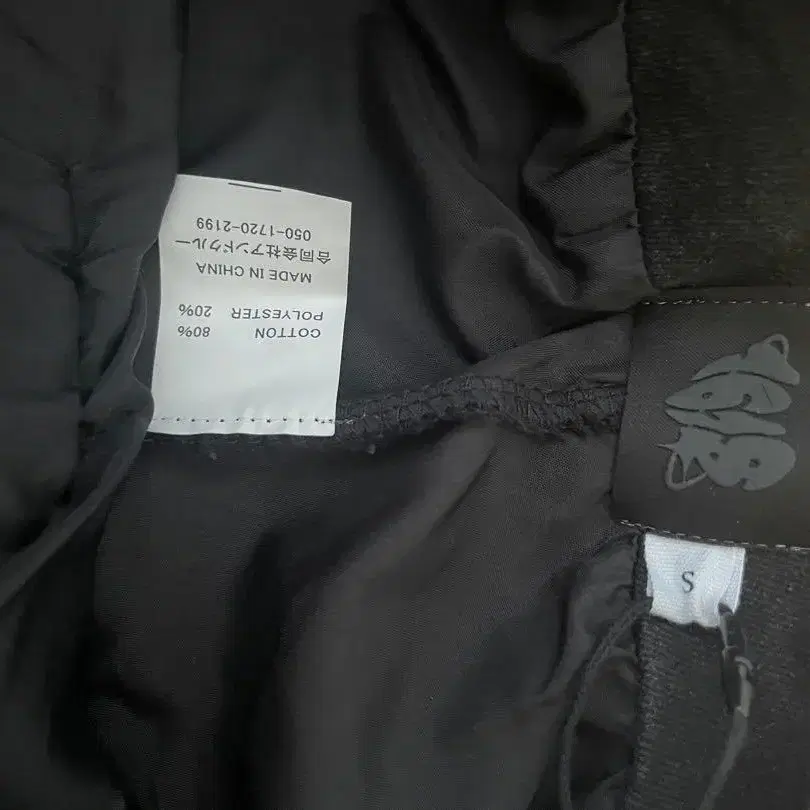 COTTON 80%
POLYESTER 20%
MADE IN CHINA
合同会社アンドクルー
050-1720-2199
S